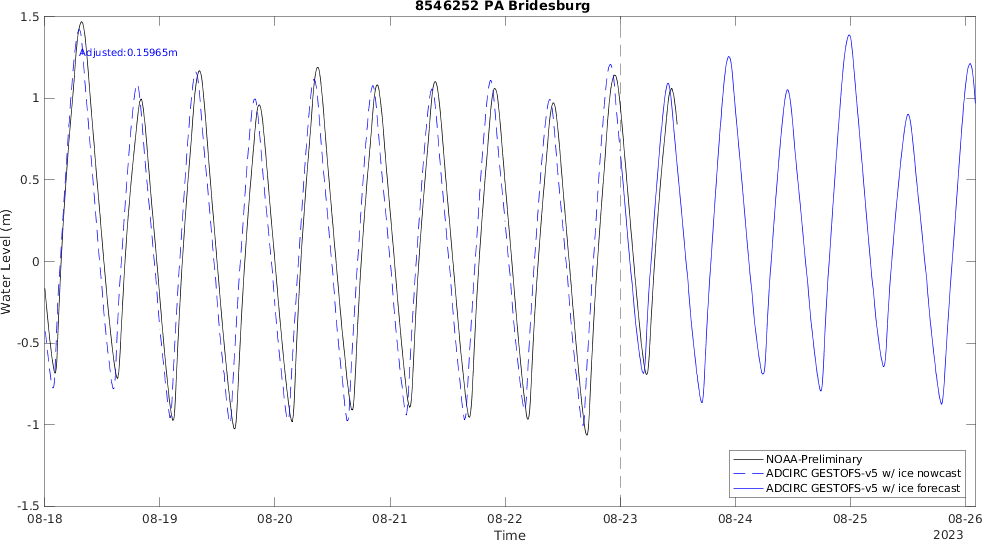 8546252 PA Bridesburg
Adjusted:0.15965m
1.5
1
0.5
0
-0.5
-1
-1.5
Water Level (m)
08-18 08-19 08-20 08-21 08-22 08-23 08-24 08-25 08-26
Time
2023
NOAA-Preliminary
ADCIRC GESTOFS-v5 w/ ice nowcast
ADCIRC GESTOFS-v5 w/ ice forecast